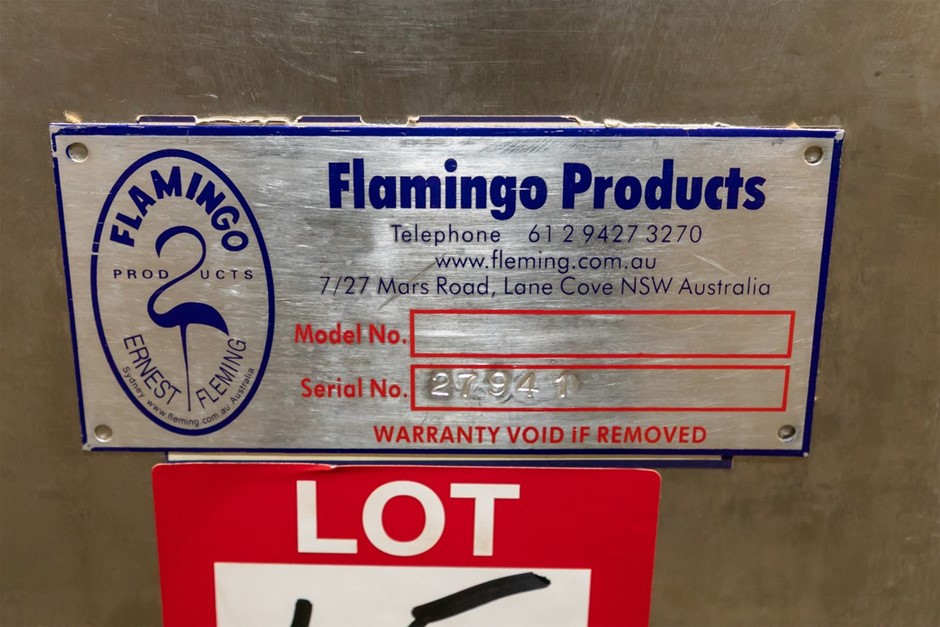 FLAMINGO
PRODUCTS
ERNEST FLEMING
Sydney www.fleming.com.au Australia
Flamingo Products
Telephone 61 2 9427 3270
www.fleming.com.au
7/27 Mars Road, Lane Cove NSW Australia
Model No.
Serial No. 27941
WARRANTY VOID iF REMOVED
LOT